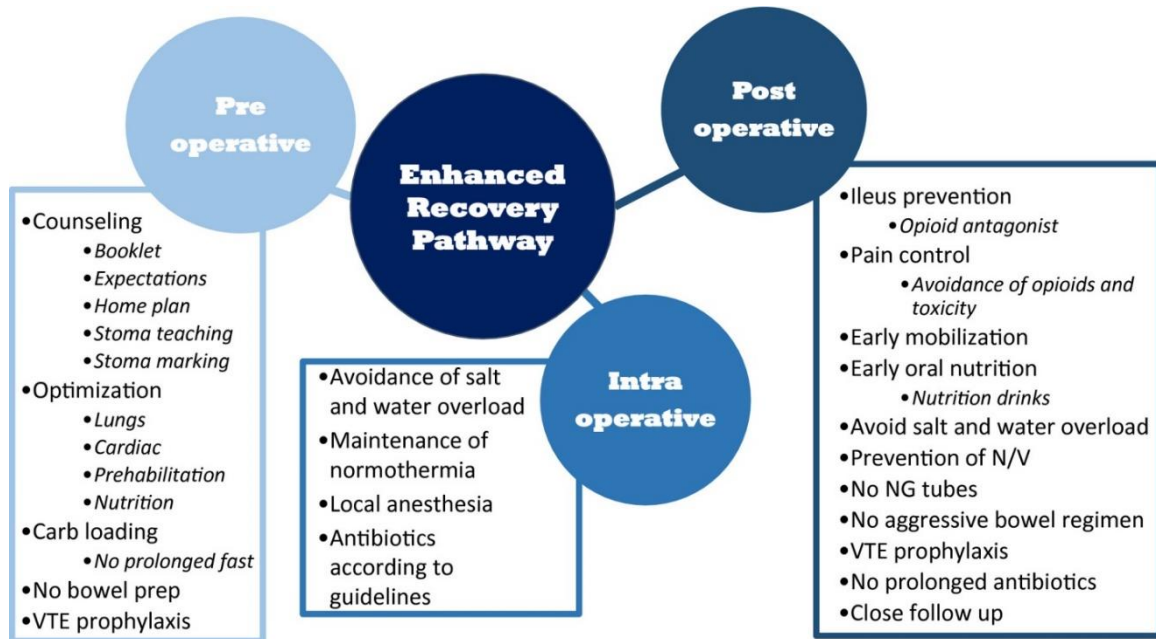 Pre
operative
•Counseling
•Booklet
•Expectations
•Home plan
•Stoma teaching
•Stoma marking
•Optimization
•Lungs
•Cardiac
•Prehabilitation
•Nutrition
•Carb loading
•No prolonged fast
•No bowel prep
•VTE prophylaxis
Enhanced
Recovery
Pathway
Intra
operative
•Avoidance of salt
and water overload
•Maintenance of
normothermia
•Local anesthesia
•Antibiotics
according to
guidelines
Post
operative
•Ileus prevention
•Opioid antagonist
•Pain control
•Avoidance of opioids and
toxicity
•Early mobilization
•Early oral nutrition
•Nutrition drinks
•Avoid salt and water overload
•Prevention of N/V
•No NG tubes
•No aggressive bowel regimen
•VTE prophylaxis
•No prolonged antibiotics
•Close follow up